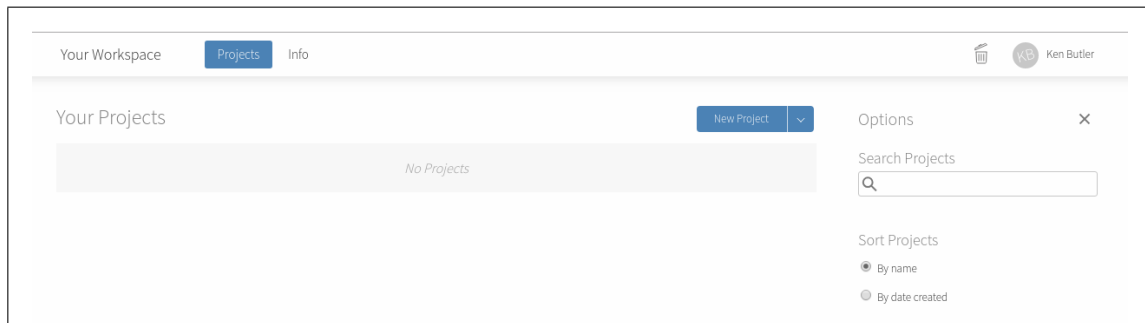 Your Workspace Projects Info KB Ken Butler
Your Projects New Project
No Projects
Options
Search Projects
Sort Projects
By name
By date created